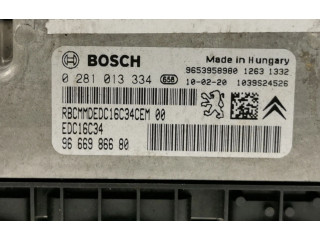 BOSCH
Made in Hungary
9653958980 1263 1332
0 281 013 334 658 10-02-20 1039S24526
RBCMMDEDC16C34CEM 00
EDC16C34
96 669 866 80